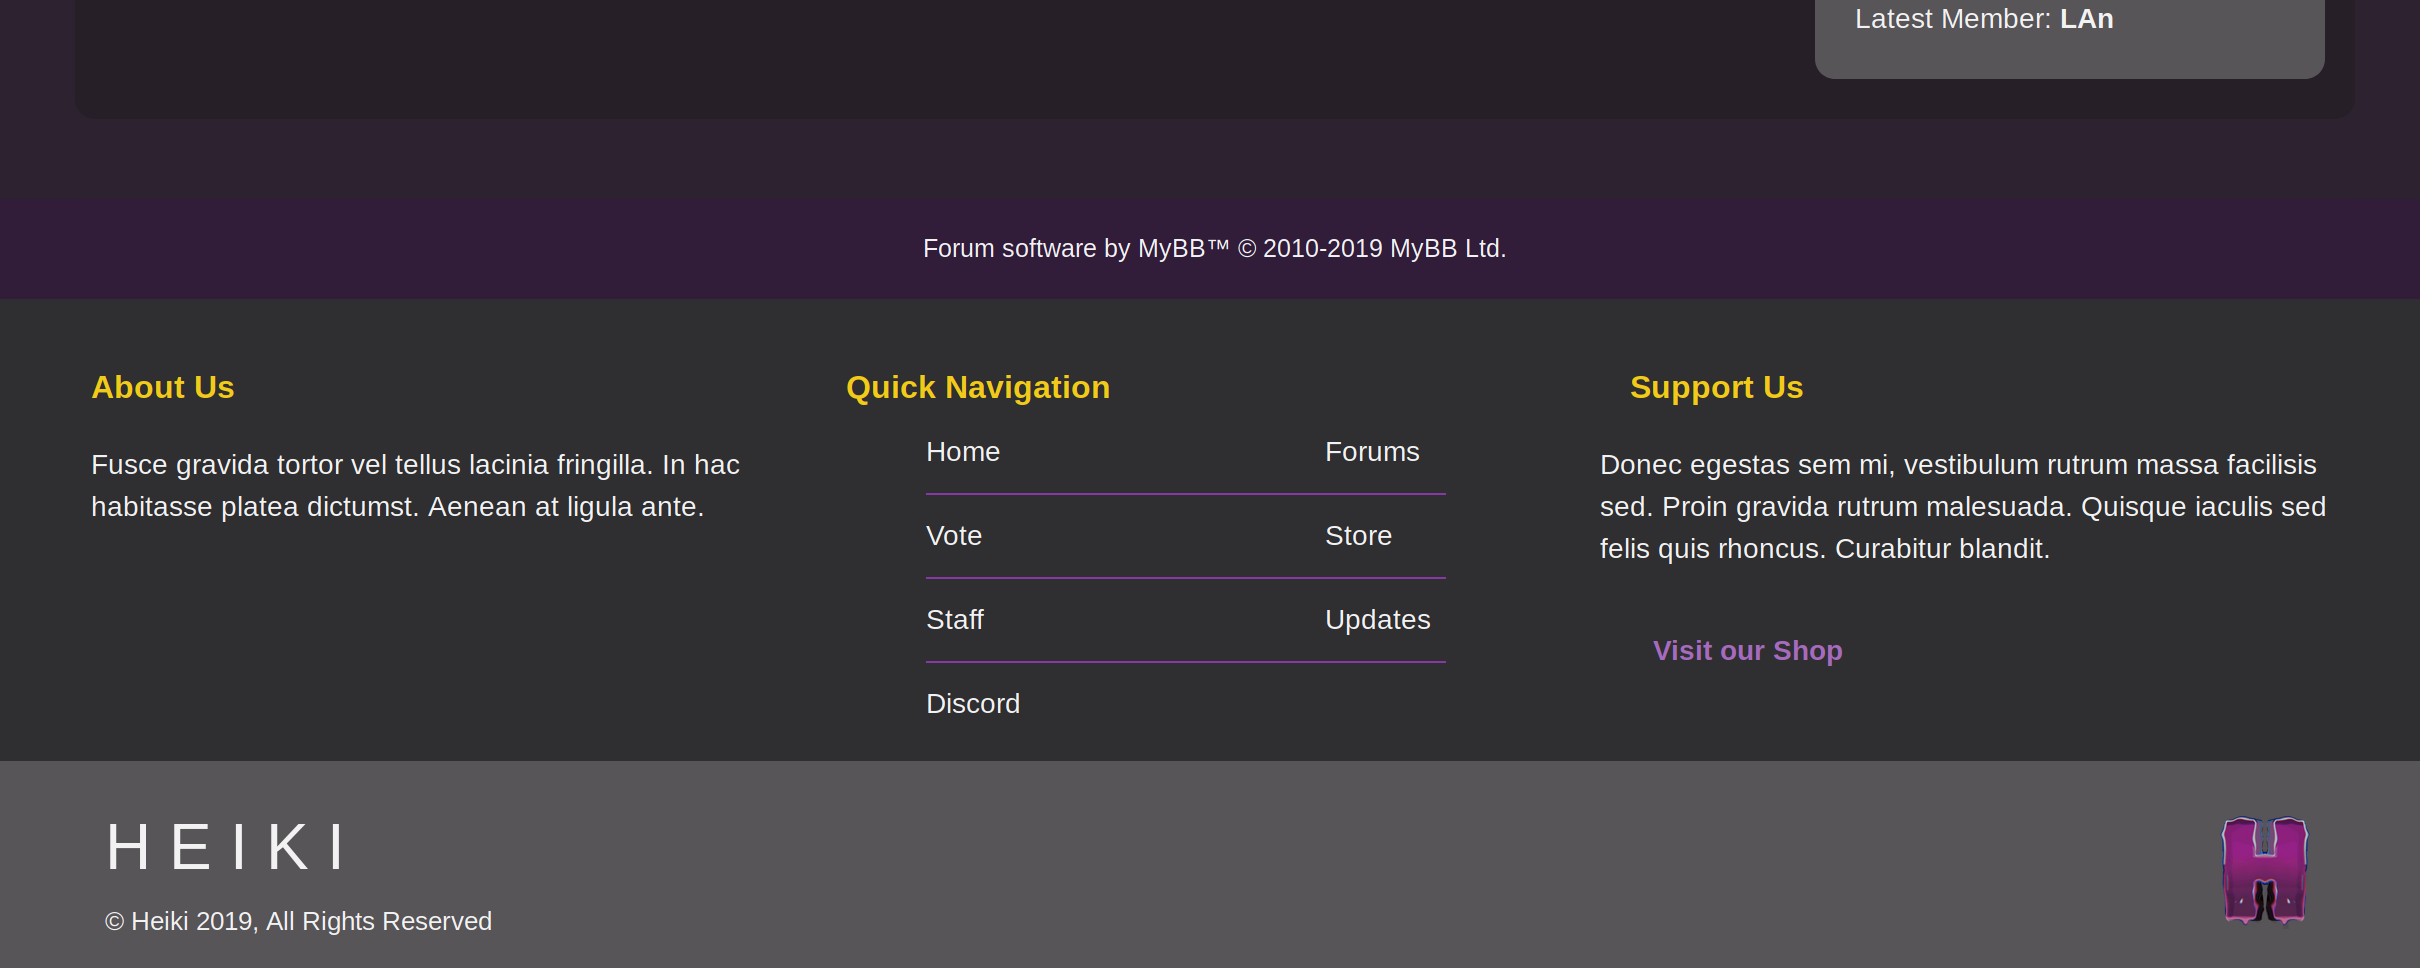 Latest Member: LAn
Forum software by MyBB™ © 2010-2019 MyBB Ltd.
About Us
Fusce gravida tortor vel tellus lacinia fringilla. In hac
habitasse platea dictumst. Aenean at ligula ante.
Quick Navigation
Home
Forums
Vote
Store
Staff
Updates
Discord
Support Us
Donec egestas sem mi, vestibulum rutrum massa facilisis
sed. Proin gravida rutrum malesuada. Quisque iaculis sed
felis quis rhoncus. Curabitur blandit.
Visit our Shop
HEIKI
© Heiki 2019, All Rights Reserved
H